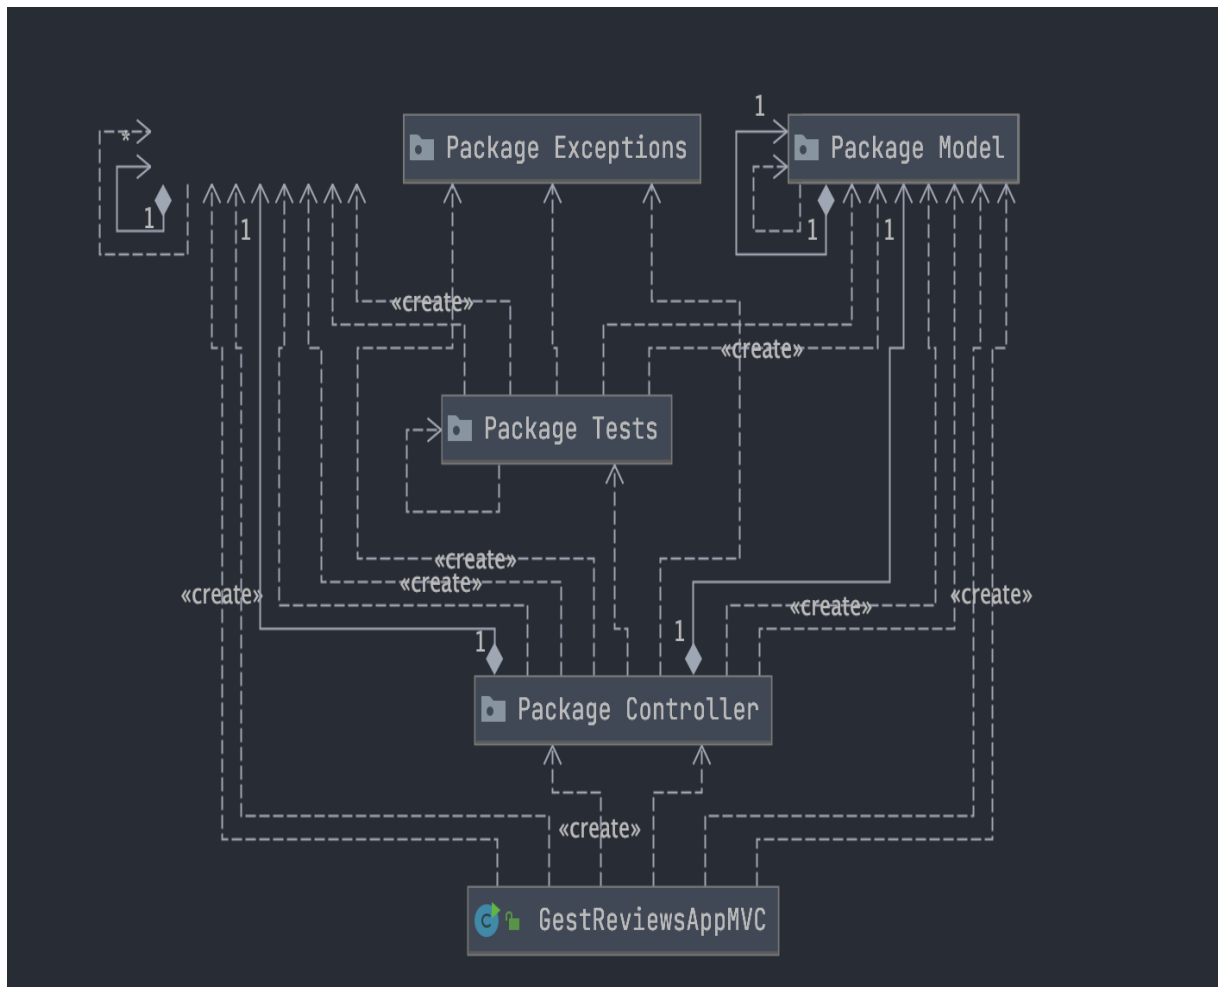 1
*
Package Exceptions
Package Model
1
1
1
1
«create»
«create»
Package Tests
«create»
«create»
«create»
«create»
«create»
1
1
Package Controller
«create»
C
GestReviewsAppMVC